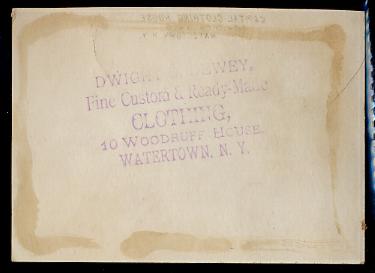 DWIGHT DEWEY,
Fine Custom & Ready-Made
CLOTHING,
10 WOODRUFF HOUSE,
WATERTOWN, N. Y.